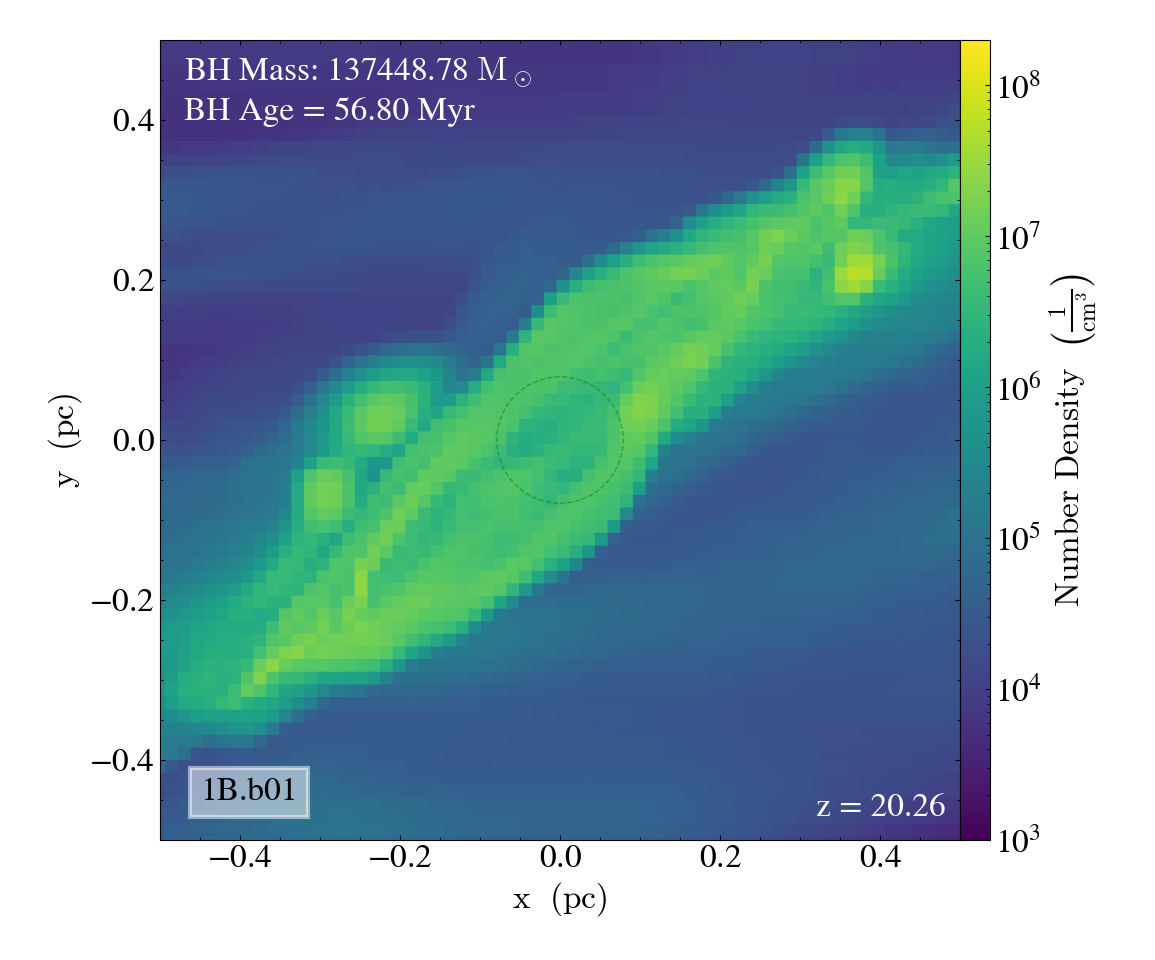 BH Mass: 137448.78 M⊙
BH Age = 56.80 Myr
1B.b01
z = 20.26
0.4
0.2
0.0
−0.2
−0.4
y (pc)
−0.4 −0.2 0.0 0.2 0.4
x (pc)
10⁸
10⁷
10⁶
10⁵
10⁴
10³
Number Density (1/cm³)